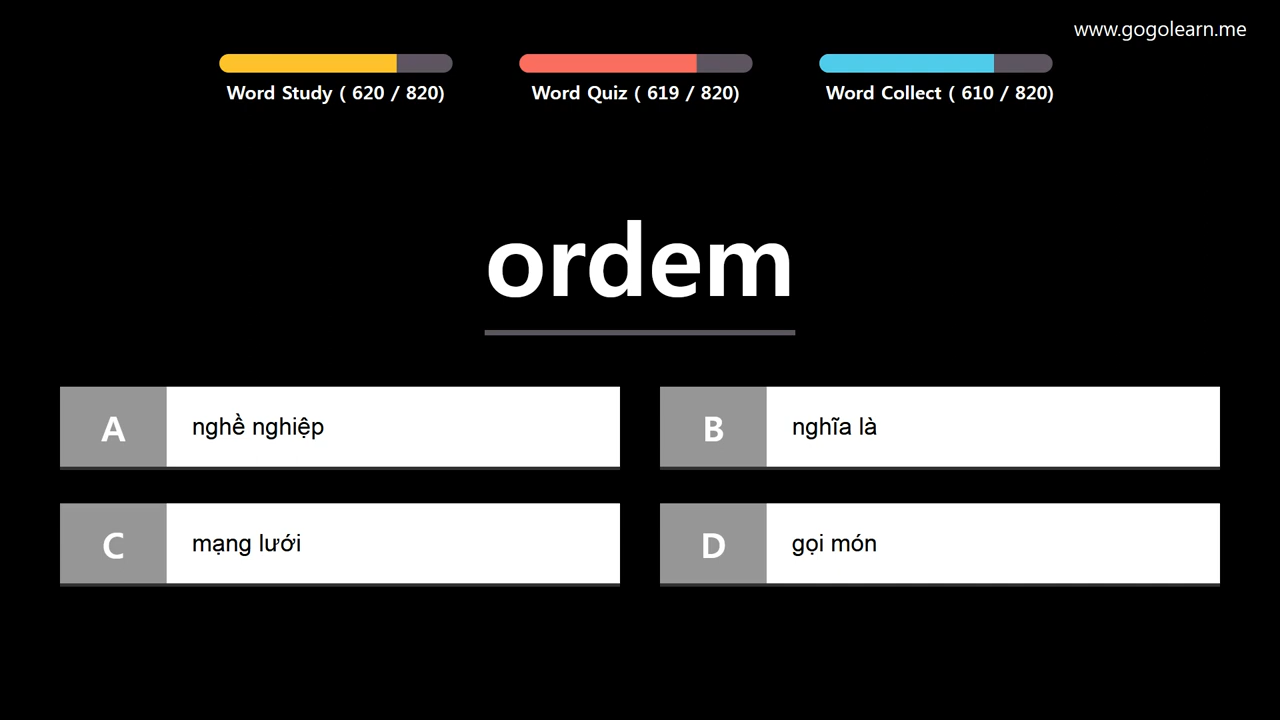 www.gogolearn.me
Word Study ( 620 / 820)
Word Quiz ( 619 / 820)
Word Collect ( 610 / 820)
ordem
A
nghề nghiệp
B
nghĩa là
C
mạng lưới
D
gọi món